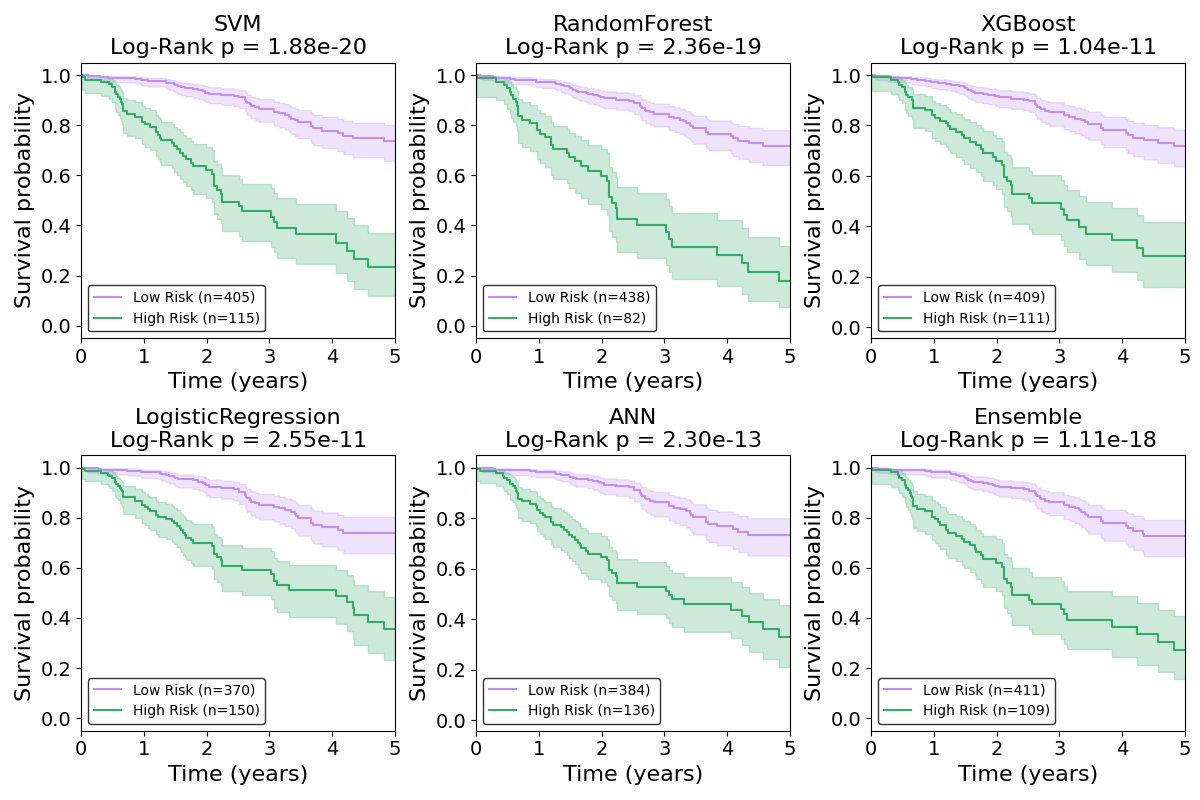 SVM
Log-Rank p = 1.88e-20
Survival probability
1.0
0.8
0.6
0.4
0.2
0.0
Low Risk (n=405)
High Risk (n=115)
0 1 2 3 4 5
Time (years)
RandomForest
Log-Rank p = 2.36e-19
Survival probability
1.0
0.8
0.6
0.4
0.2
0.0
Low Risk (n=438)
High Risk (n=82)
0 1 2 3 4 5
Time (years)
XGBoost
Log-Rank p = 1.04e-11
Survival probability
1.0
0.8
0.6
0.4
0.2
0.0
Low Risk (n=409)
High Risk (n=111)
0 1 2 3 4 5
Time (years)
LogisticRegression
Log-Rank p = 2.55e-11
Survival probability
1.0
0.8
0.6
0.4
0.2
0.0
Low Risk (n=370)
High Risk (n=150)
0 1 2 3 4 5
Time (years)
ANN
Log-Rank p = 2.30e-13
Survival probability
1.0
0.8
0.6
0.4
0.2
0.0
Low Risk (n=384)
High Risk (n=136)
0 1 2 3 4 5
Time (years)
Ensemble
Log-Rank p = 1.11e-18
Survival probability
1.0
0.8
0.6
0.4
0.2
0.0
Low Risk (n=411)
High Risk (n=109)
0 1 2 3 4 5
Time (years)